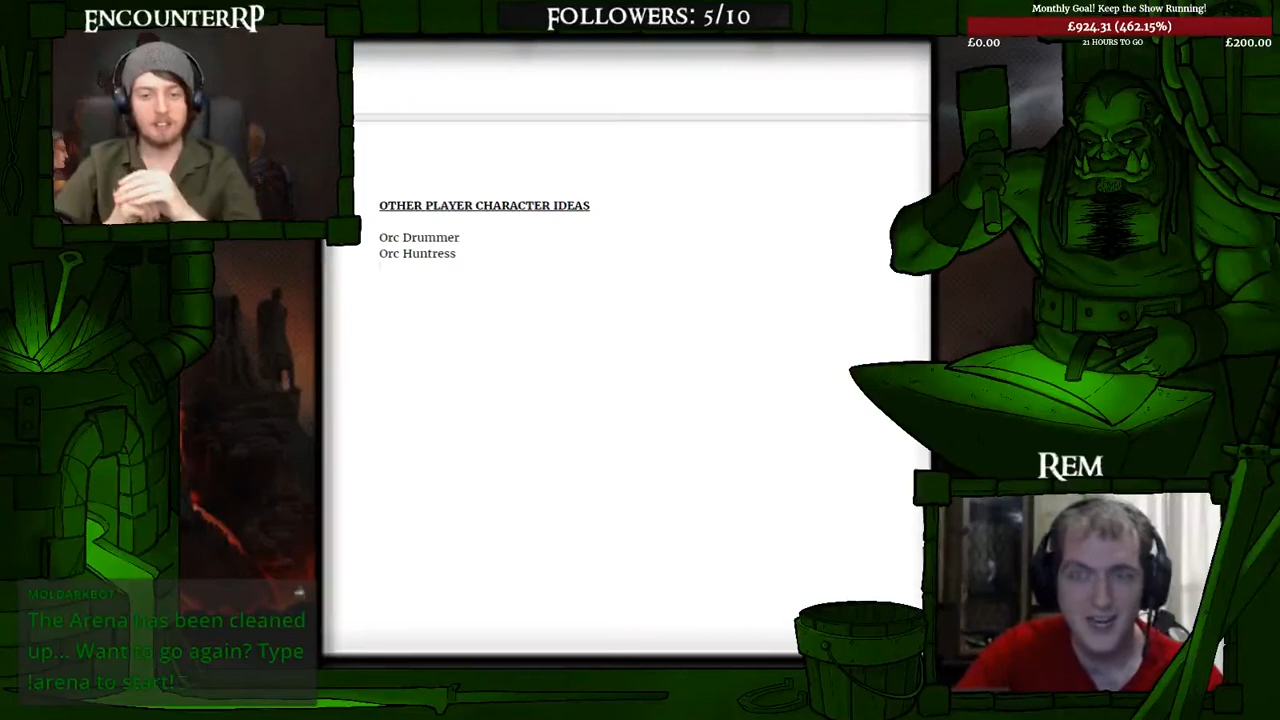 ENCOUNTERRP
FOLLOWERS: 5/10
Monthly Goal! Keep the Show Running!
£924.31 (462.15%)
£0.00
21 HOURS TO GO
£200.00
OTHER PLAYER CHARACTER IDEAS
Orc Drummer
Orc Huntress
REM
MOLDARKBOT
The Arena has been cleaned
up... Want to go again? Type
!arena to start!